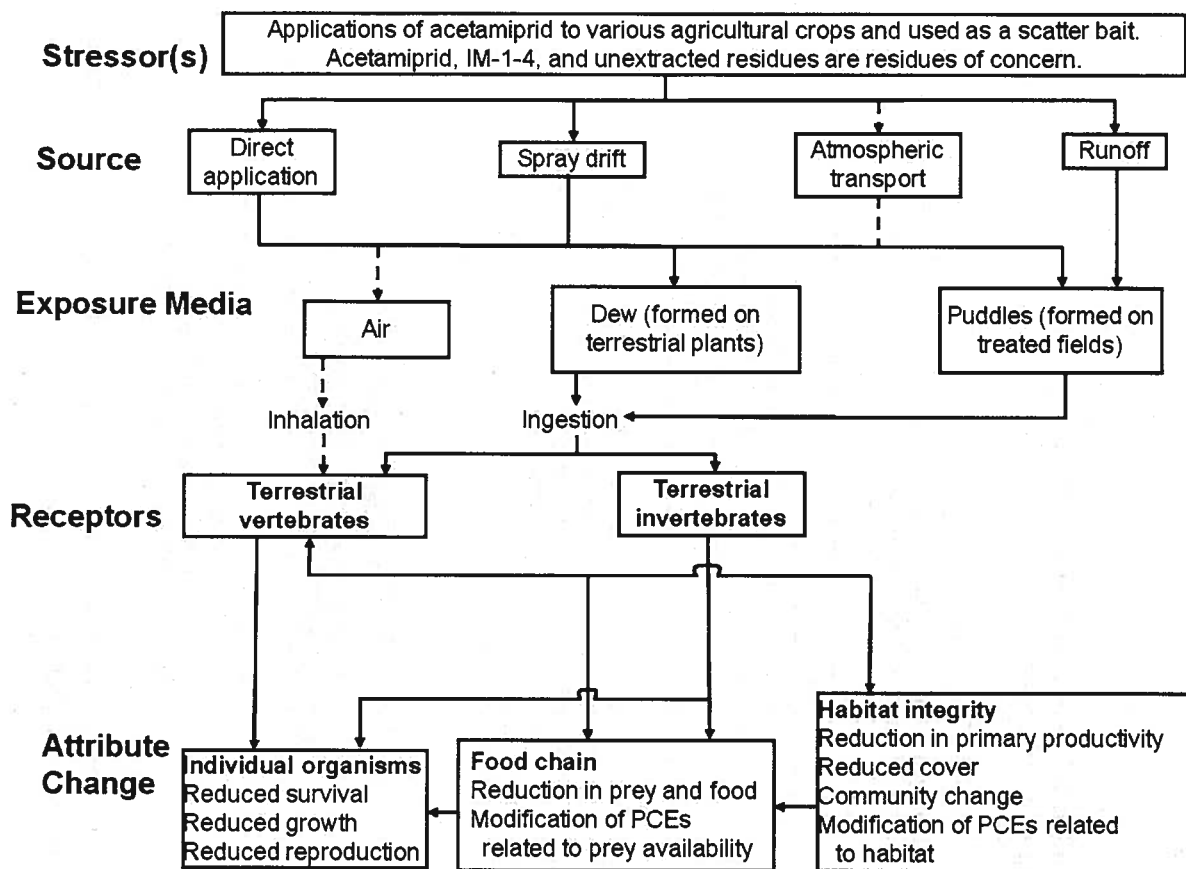 Stressor(s)
Applications of acetamiprid to various agricultural crops and used as a scatter bait.
Acetamiprid, IM-1-4, and unextracted residues are residues of concern.
Source
Direct
application
Spray drift
Atmospheric
transport
Runoff
Exposure Media
Air
Dew (formed on
terrestrial plants)
Puddles (formed on
treated fields)
Inhalation
Ingestion
Receptors
Terrestrial
vertebrates
Terrestrial
invertebrates
Attribute
Change
Individual organisms
Reduced survival
Reduced growth
Reduced reproduction
Food chain
Reduction in prey and food
Modification of PCEs
related to prey availability
Habitat integrity
Reduction in primary productivity
Reduced cover
Community change
Modification of PCEs related
to habitat